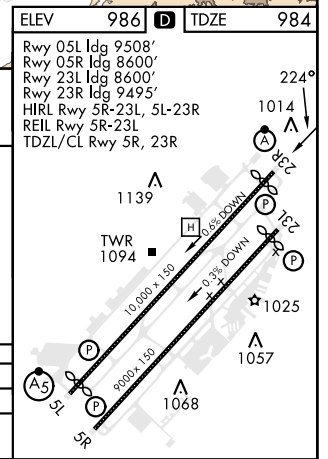 ELEV 986 D TDZE 984
Rwy 05L ldg 9508'
Rwy 05R ldg 8600'
Rwy 23L ldg 8600'
Rwy 23R ldg 9495'
HIRL Rwy 5R-23L, 5L-23R
REIL Rwy 5R-23L
TDZL/CL Rwy 5R, 23R
224°
1014
A
23R
1139
P
23L
H
0.6% DOWN
TWR
1094
P
0.3% DOWN
10,000 x 150
1025
1057
P
9000 x 150
A5
5L
P
1068
5R